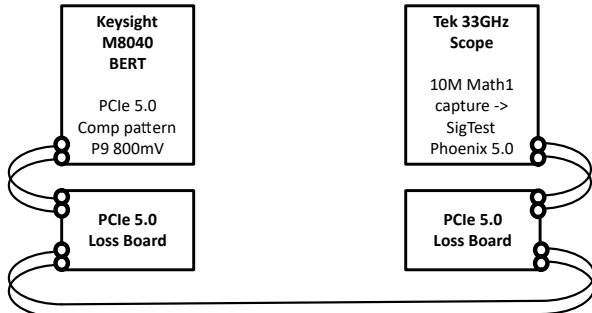 Keysight
M8040
BERT
PCIe 5.0
Comp pattern
P9 800mV
Tek 33GHz
Scope
10M Math1
capture ->
SigTest
Phoenix 5.0
PCIe 5.0
Loss Board
PCIe 5.0
Loss Board